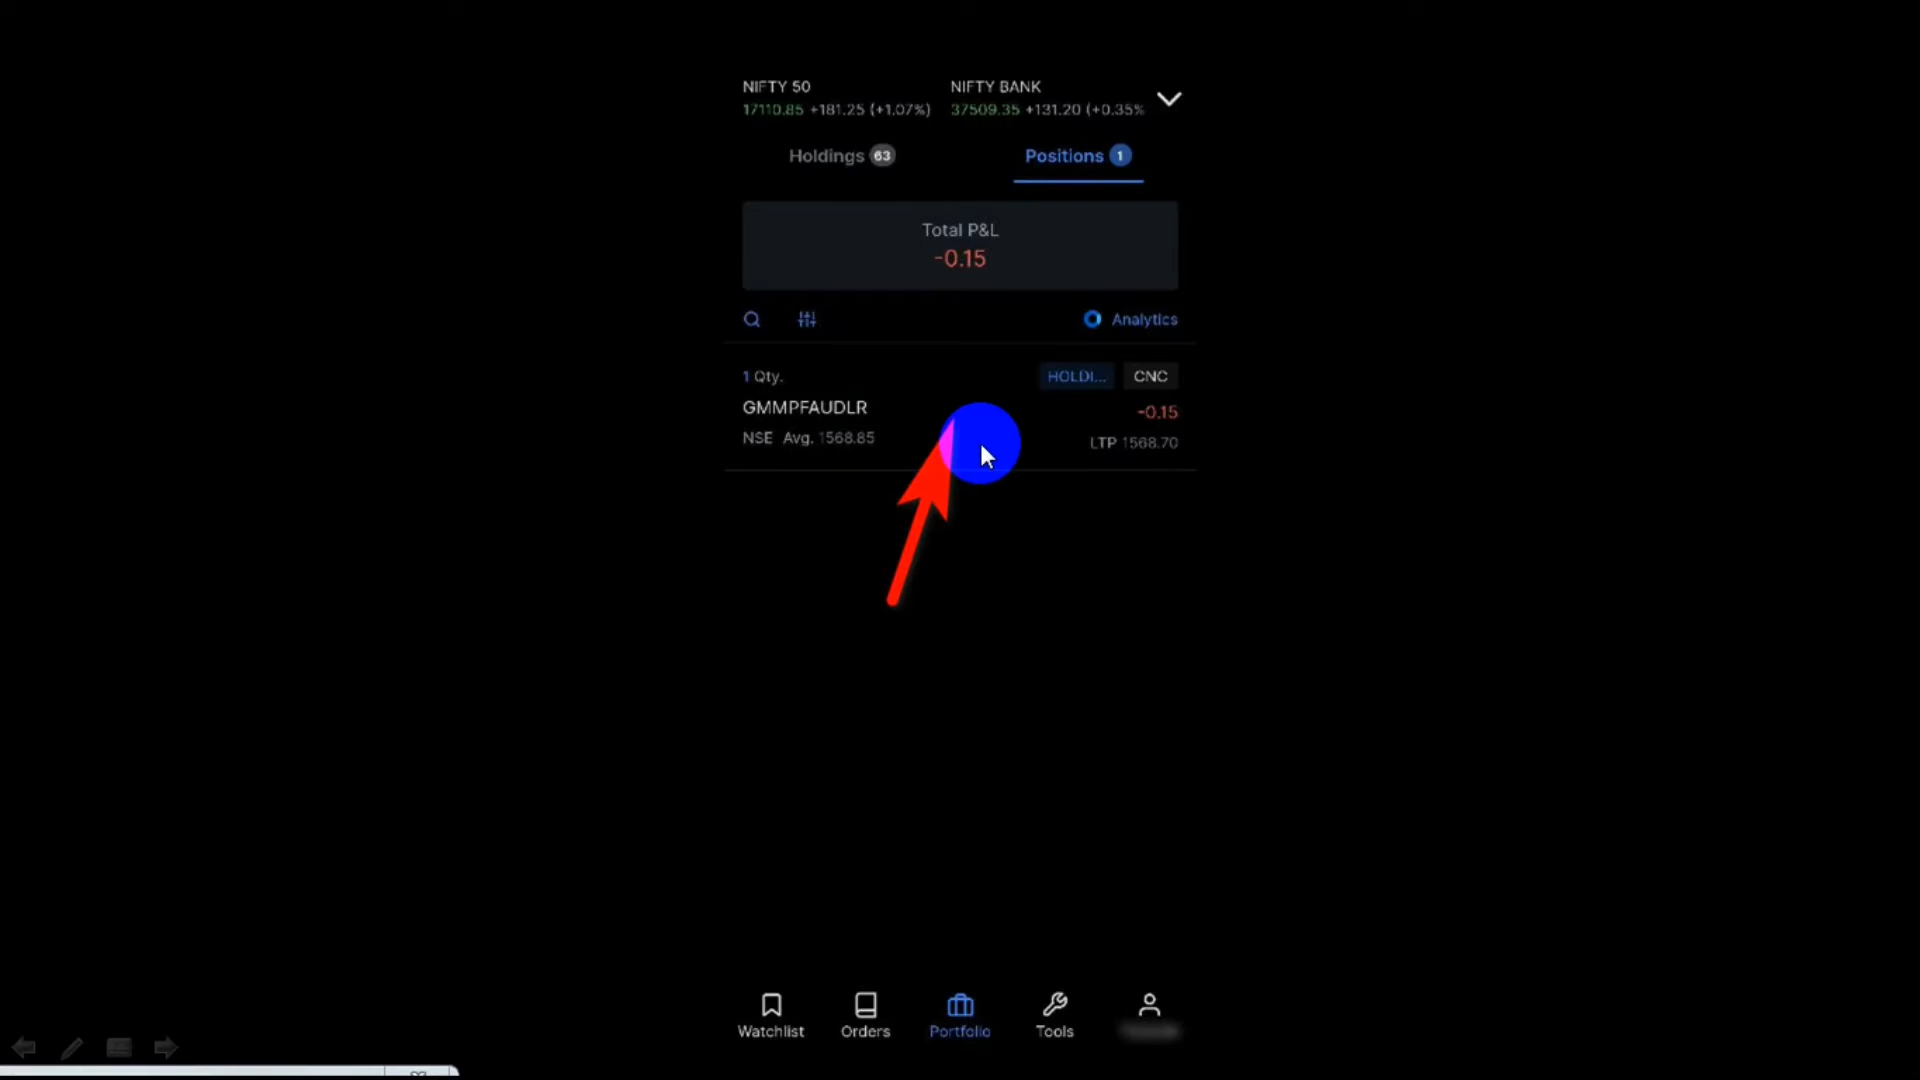 NIFTY 50 NIFTY BANK
17110.85 +181.25 (+1.07%) 37509.35 +131.20 (+0.35%
Holdings 63 Positions 1
Total P&L
-0.15
Analytics
1 Qty. HOLDI... CNC
GMMPFAUDLR -0.15
NSE Avg. 1568.85 LTP 1568.70
Watchlist Orders Portfolio Tools